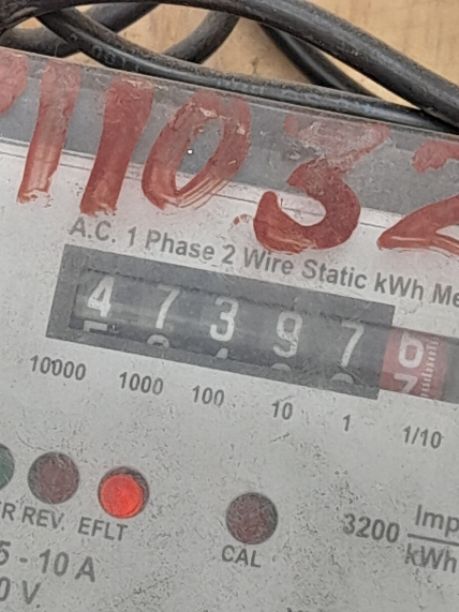 911032
A.C. 1 Phase 2 Wire Static kWh Me
4 7 3 9 7 6
10000 1000 100 10 1 1/10
R REV. EFLT
CAL
3200 Imp
kWh
5 - 10 A
0 V